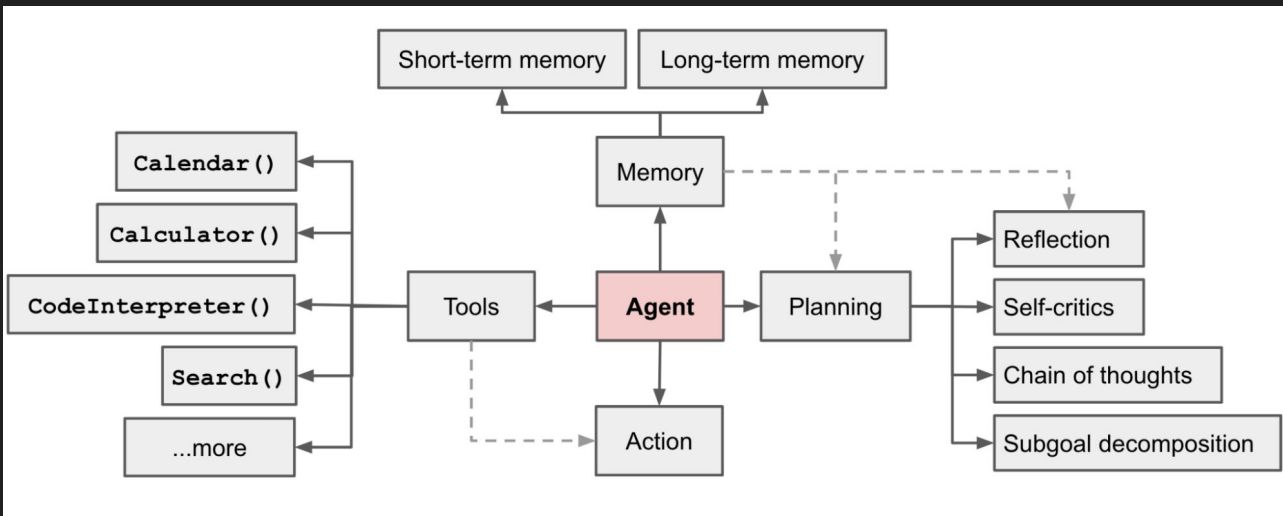 Short-term memory
Long-term memory
Calendar()
Memory
Calculator()
Reflection
CodeInterpreter()
Tools
Agent
Planning
Self-critics
Search()
Chain of thoughts
...more
Action
Subgoal decomposition